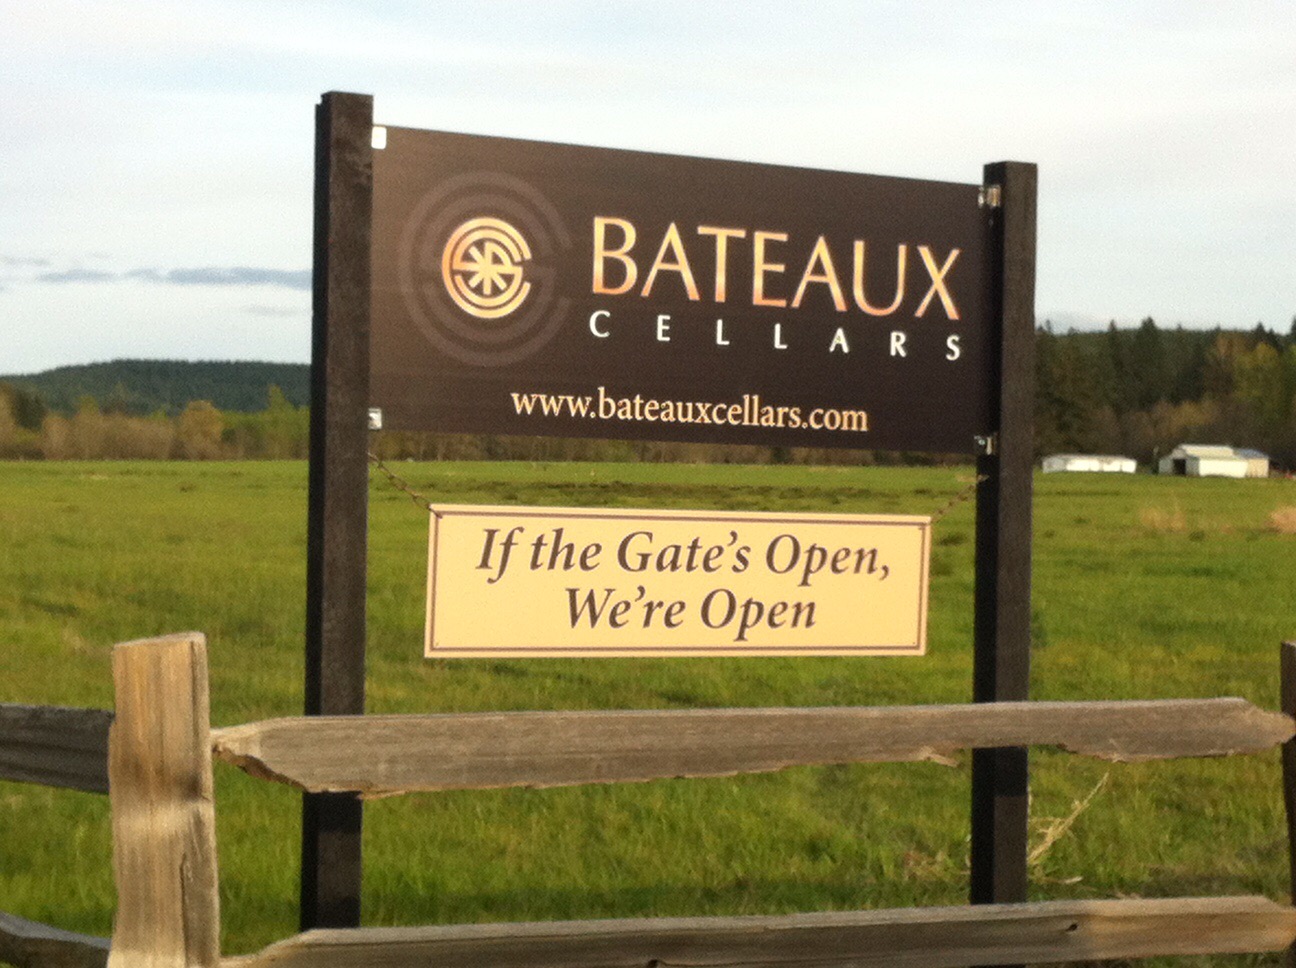 BATEAUX
CELLARS
www.bateauxcellars.com
If the Gate's Open,
We're Open